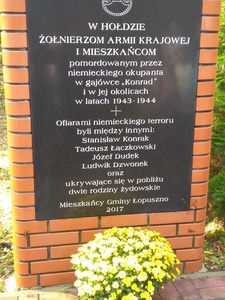 W HOŁDZIE
ŻOŁNIERZOM ARMII KRAJOWEJ
I MIESZKAŃCOM
pomordowanym przez
niemieckiego okupanta
w gajówce „Konrad"
i w jej okolicach
w latach 1943-1944
Ofiarami niemieckiego terroru
byli między innymi:
Stanisław Konrak
Tadeusz Łączkowski
Józef Dudek
Ludwik Dzwonek
oraz
ukrywające się w pobliżu
dwie rodziny żydowskie
Mieszkańcy Gminy Łopuszno
2017